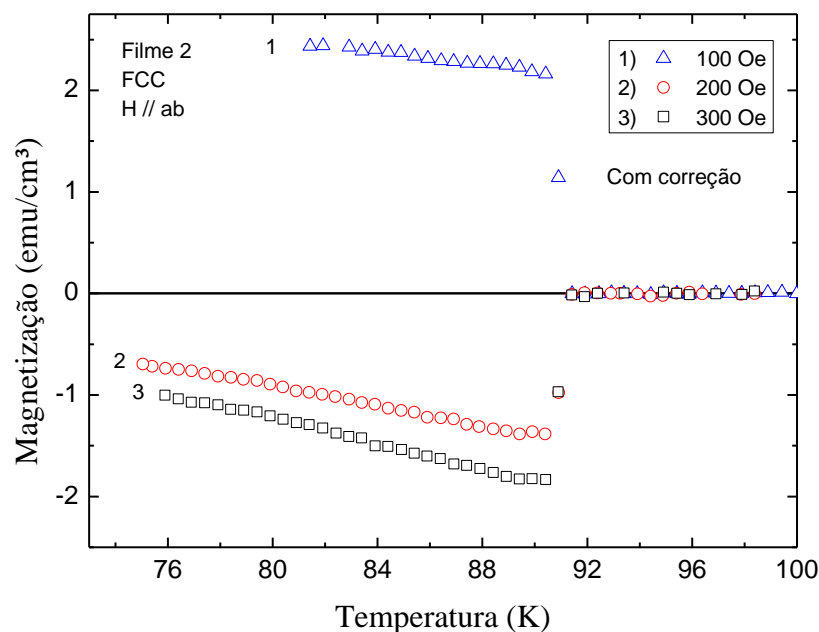 Filme 2
FCC
H // ab
1) 100 Oe
2) 200 Oe
3) 300 Oe
Com correção
1
2
3
Magnetização (emu/cm³)
2
1
0
-1
-2
76 80 84 88 92 96 100
Temperatura (K)